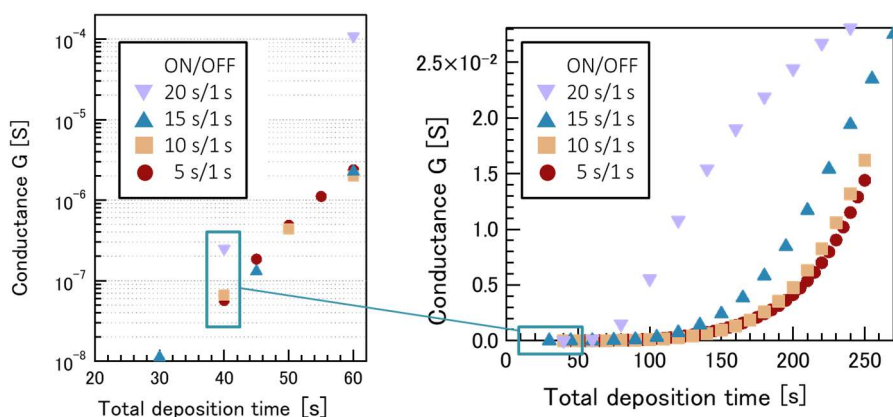 Conductance G [S]
10⁻⁴
10⁻⁵
10⁻⁶
10⁻⁷
10⁻⁸
ON/OFF
20 s/1 s
15 s/1 s
10 s/1 s
5 s/1 s
20 30 40 50 60
Total deposition time [s]
Conductance G [S]
2.5×10⁻²
2.0
1.5
1.0
0.5
0.0
ON/OFF
20 s/1 s
15 s/1 s
10 s/1 s
5 s/1 s
0 50 100 150 200 250
Total deposition time [s]